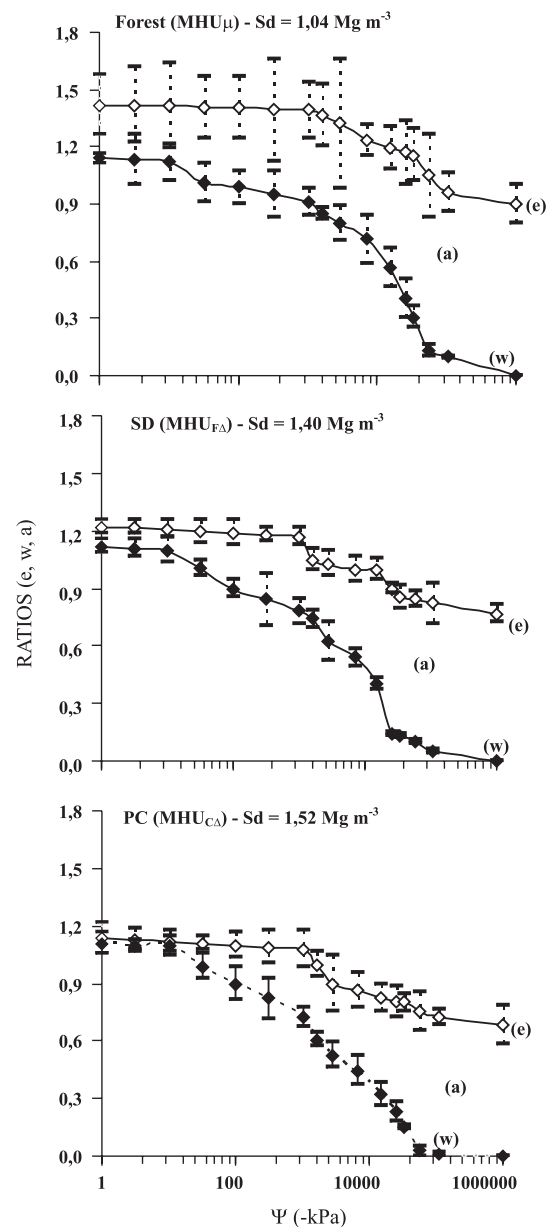 Forest (MHUμ) - Sd = 1,04 Mg m⁻³
1,8
1,5
1,2
0,9
0,6
0,3
0,0
(e)
(a)
(w)
SD (MHU_FΔ) - Sd = 1,40 Mg m⁻³
1,8
1,5
1,2
0,9
0,6
0,3
0,0
(e)
(a)
(w)
RATIOS (e, w, a)
PC (MHU_CΔ) - Sd = 1,52 Mg m⁻³
1,8
1,5
1,2
0,9
0,6
0,3
0,0
(e)
(a)
(w)
1 100 10000 1000000
Ψ (-kPa)